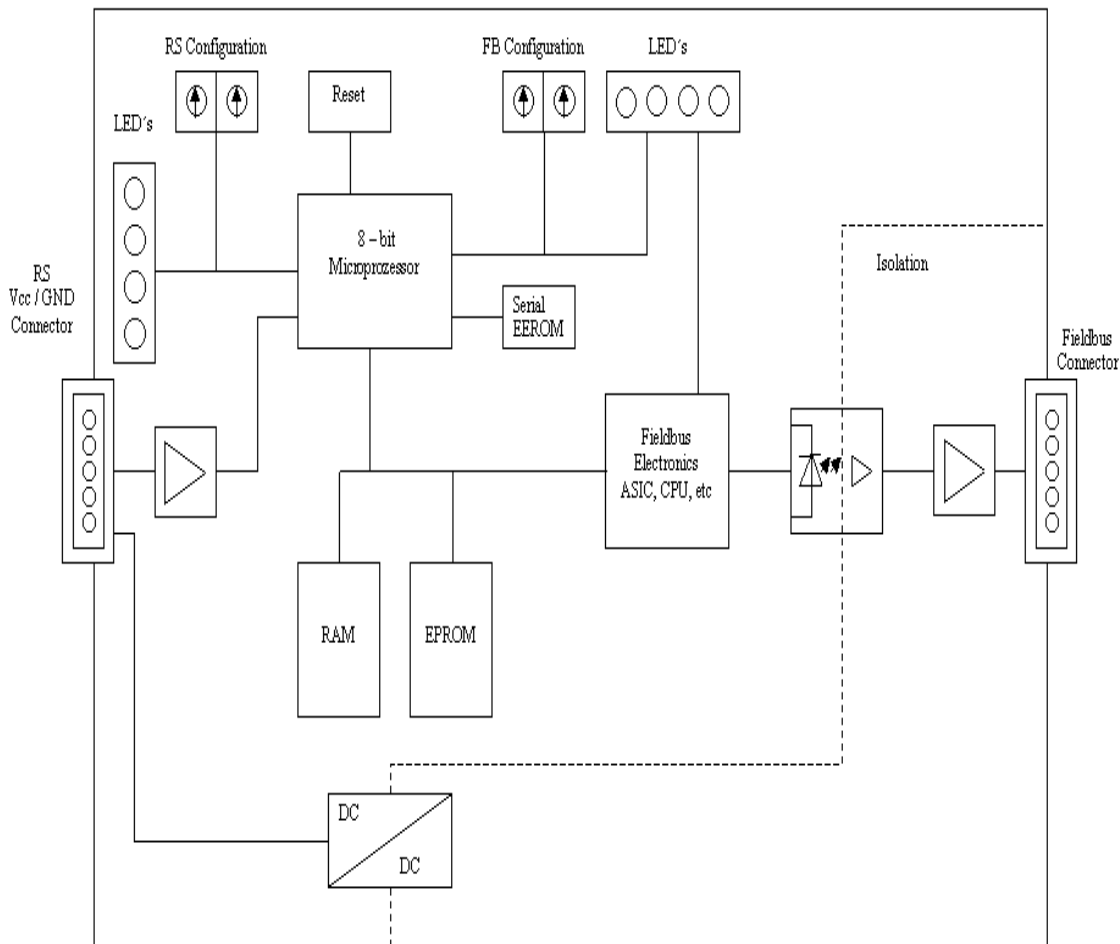 RS Configuration
FB Configuration
LED´s
Reset
LED´s
8 – bit
Microprozessor
Isolation
RS
Vcc / GND
Connector
Serial
EEROM
Fieldbus
Connector
Fieldbus
Electronics
ASIC, CPU, etc
RAM
EPROM
DC
DC